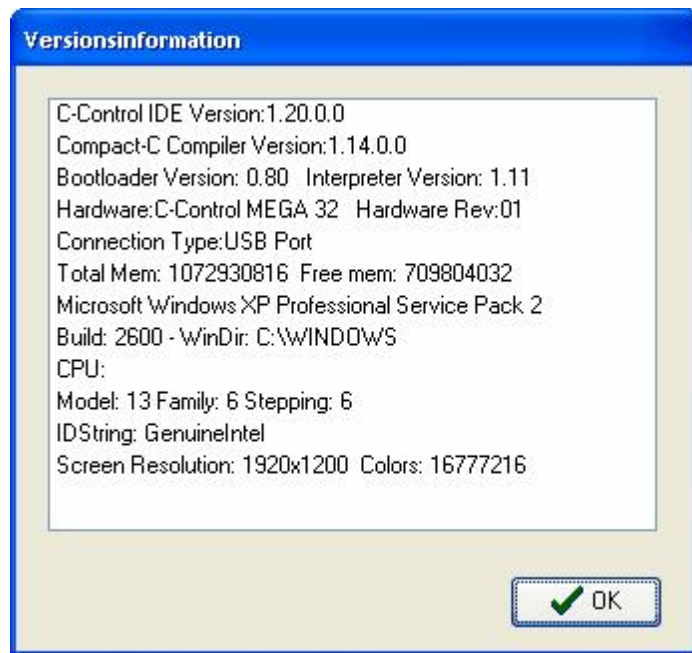 Versionsinformation
C-Control IDE Version:1.20.0.0
Compact-C Compiler Version:1.14.0.0
Bootloader Version: 0.80 Interpreter Version: 1.11
Hardware:C-Control MEGA 32 Hardware Rev:01
Connection Type:USB Port
Total Mem: 1072930816 Free mem: 709804032
Microsoft Windows XP Professional Service Pack 2
Build: 2600 - WinDir: C:\WINDOWS
CPU:
Model: 13 Family: 6 Stepping: 6
IDString: GenuineIntel
Screen Resolution: 1920x1200 Colors: 16777216
OK